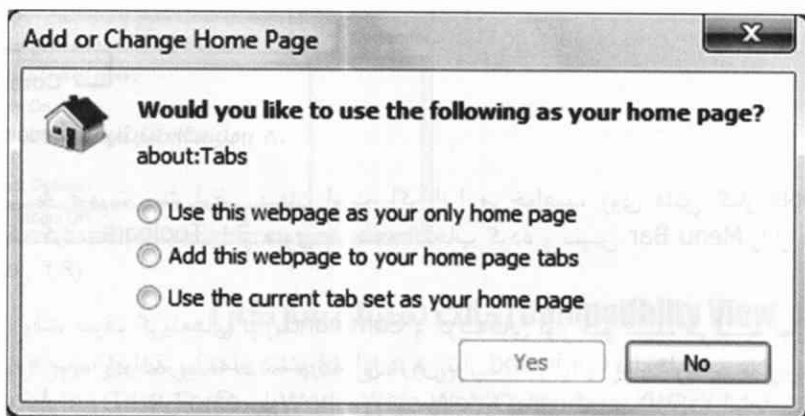 Add or Change Home Page
Would you like to use the following as your home page?
about:Tabs
Use this webpage as your only home page
Add this webpage to your home page tabs
Use the current tab set as your home page
Yes
No